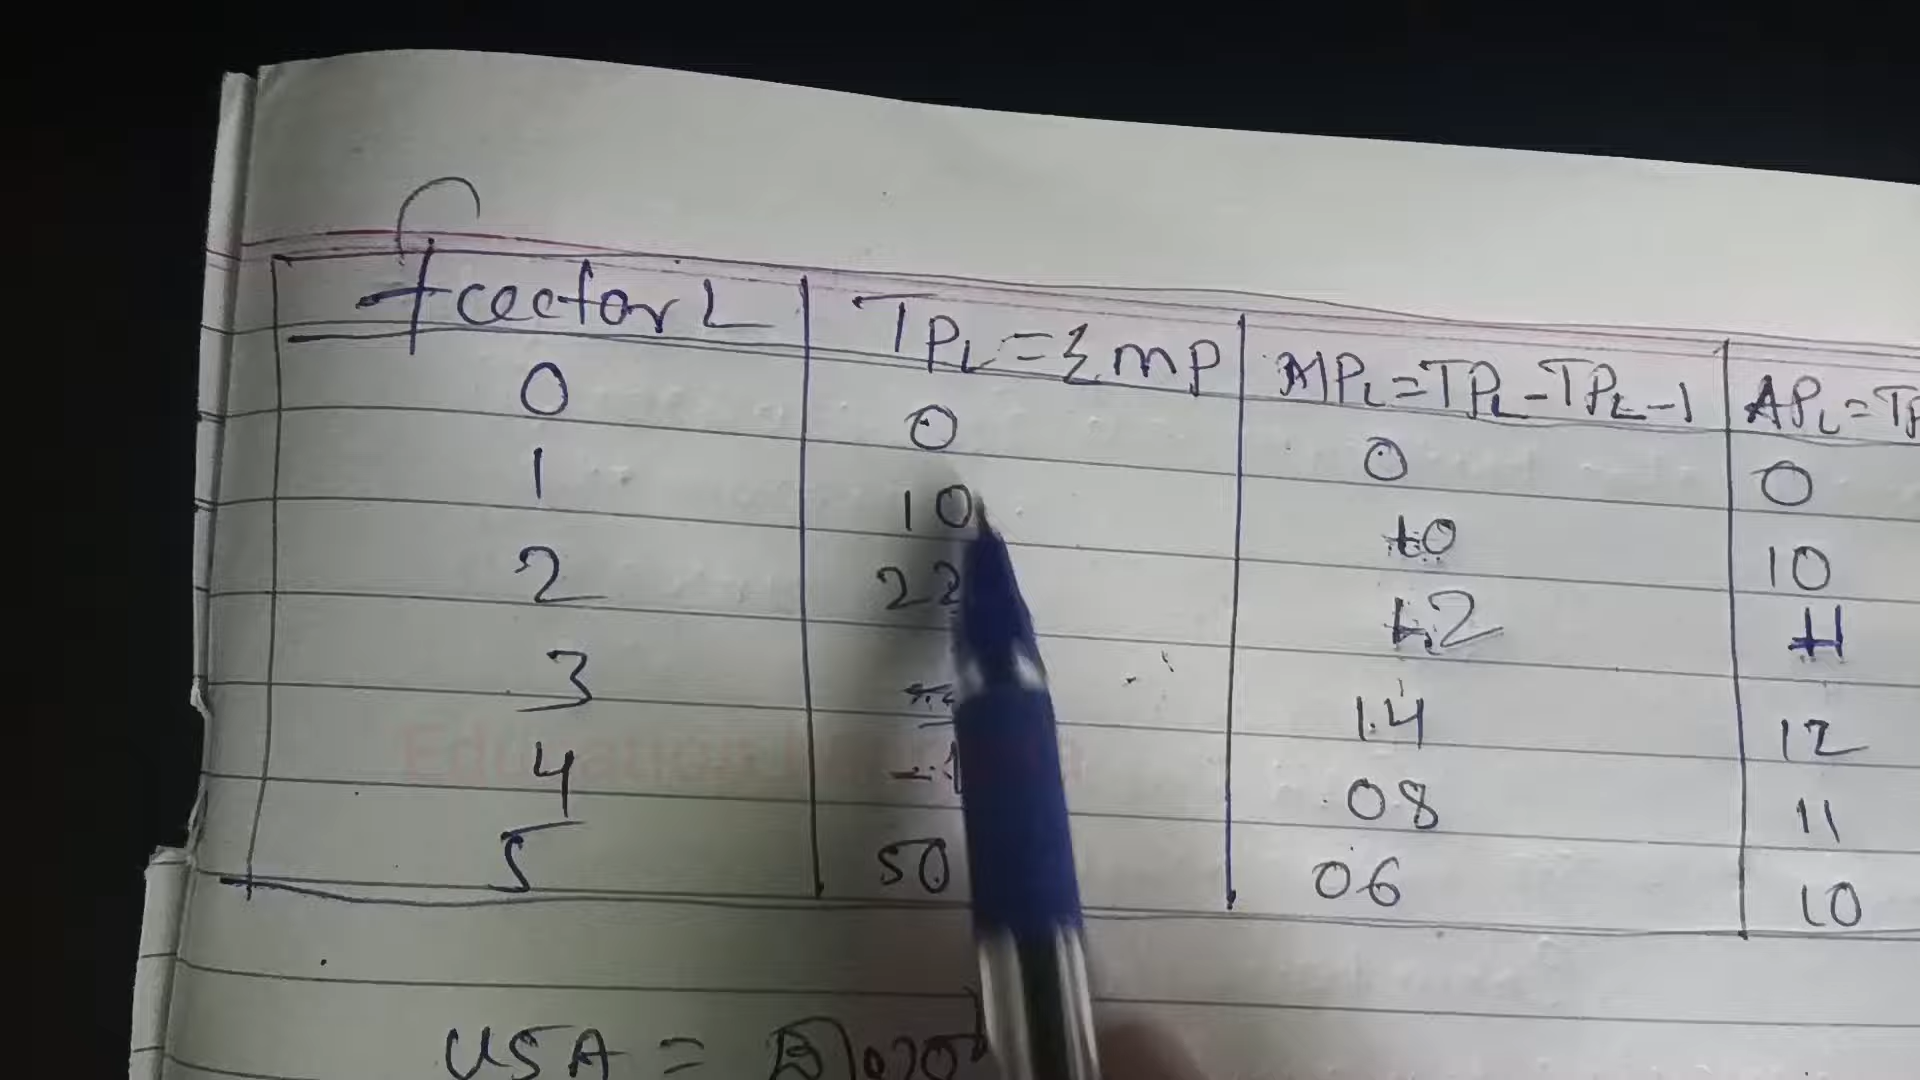 factor L TPL = Σ mp MPL = TPL - TPL-1 APL = TP
0 0 0 0
1 10 10 10
2 22 12 11
3 14 12
4 08 11
5 50 06 10
USA =